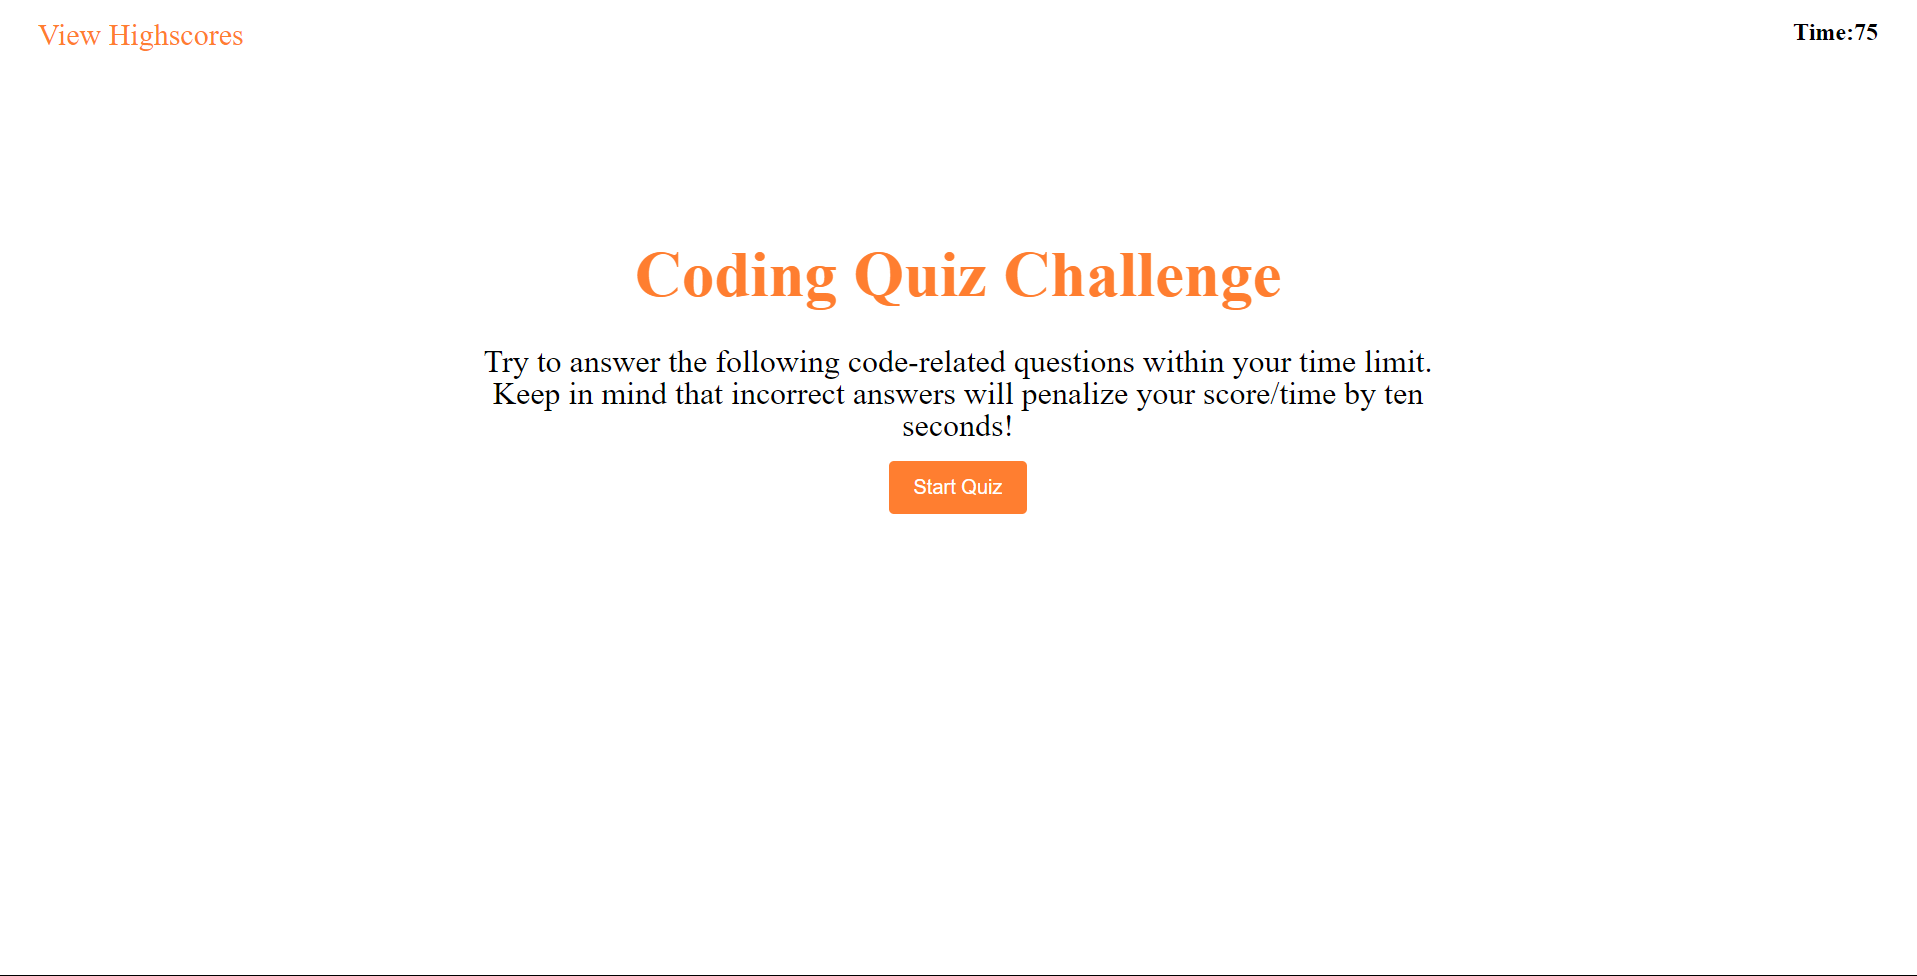 View Highscores
Time:75
Coding Quiz Challenge
Try to answer the following code-related questions within your time limit.
Keep in mind that incorrect answers will penalize your score/time by ten
seconds!
Start Quiz